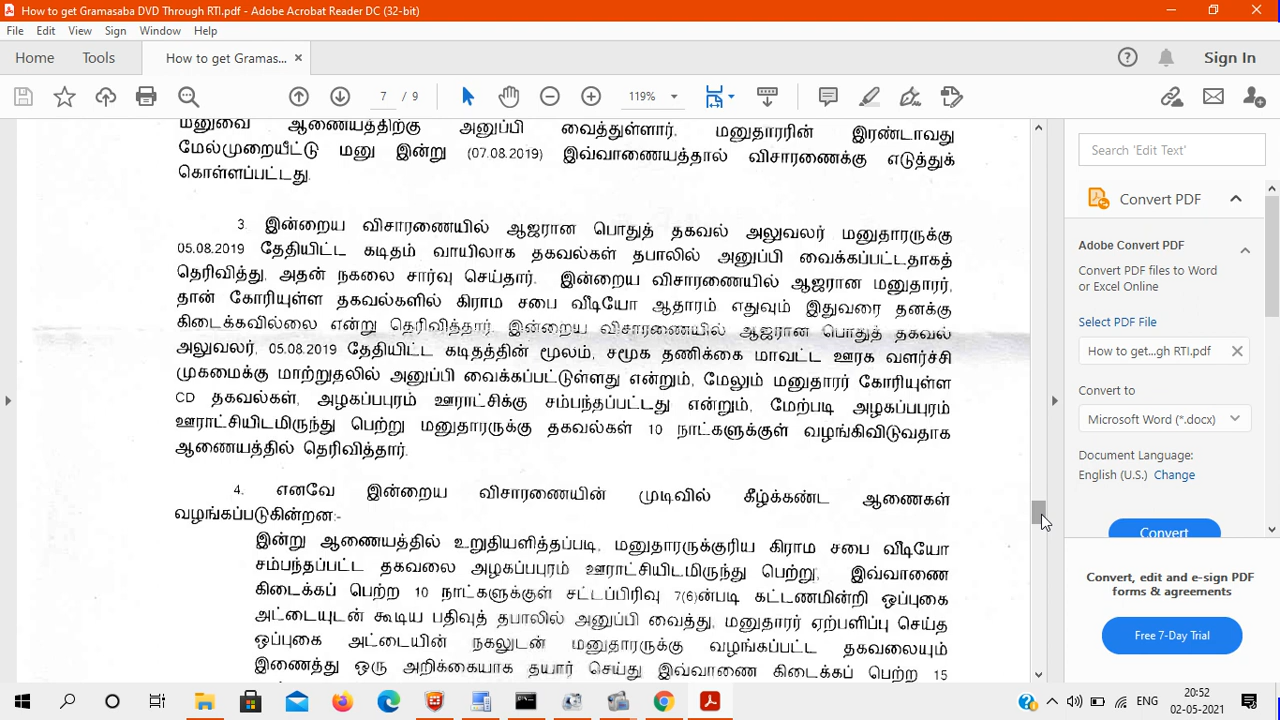 How to get Gramasaba DVD Through RTI.pdf - Adobe Acrobat Reader DC (32-bit)
File Edit View Sign Window Help
Home Tools How to get Gramas... Sign In
7 / 9 119%
மனுவை ஆணையத்திற்கு அனுப்பி வைத்துள்ளார். மனுதாரரின் இரண்டாவது
மேல்முறையீட்டு மனு இன்று (07.08.2019) இவ்வாணையத்தால் விசாரணைக்கு எடுத்துக்
கொள்ளப்பட்டது.
3. இன்றைய விசாரணையில் ஆஜரான பொதுத் தகவல் அலுவலர் மனுதாரருக்கு
05.08.2019 தேதியிட்ட கடிதம் வாயிலாக தகவல்கள் தபாலில் அனுப்பி வைக்கப்பட்டதாகத்
தெரிவித்து, அதன் நகலை சார்வு செய்தார். இன்றைய விசாரணையில் ஆஜரான மனுதாரர்,
தான் கோரியுள்ள தகவல்களில் கிராம சபை வீடியோ ஆதாரம் எதுவும் இதுவரை தனக்கு
கிடைக்கவில்லை என்று தெரிவித்தார். இன்றைய விசாரணையில் ஆஜரான பொதுத் தகவல்
அலுவலர், 05.08.2019 தேதியிட்ட கடிதத்தின் மூலம், சமூக தணிக்கை மாவட்ட ஊரக வளர்ச்சி
முகமைக்கு மாற்றுதலில் அனுப்பி வைக்கப்பட்டுள்ளது என்றும், மேலும் மனுதாரர் கோரியுள்ள
CD தகவல்கள், அழகப்பபுரம் ஊராட்சிக்கு சம்பந்தப்பட்டது என்றும், மேற்படி அழகப்பபுரம்
ஊராட்சியிடமிருந்து பெற்று மனுதாரருக்கு தகவல்கள் 10 நாட்களுக்குள் வழங்கிவிடுவதாக
ஆணையத்தில் தெரிவித்தார்.
4. எனவே இன்றைய விசாரணையின் முடிவில் கீழ்க்கண்ட ஆணைகள்
வழங்கப்படுகின்றன:-
இன்று ஆணையத்தில் உறுதியளித்தப்படி, மனுதாரருக்குரிய கிராம சபை வீடியோ
சம்பந்தப்பட்ட தகவலை அழகப்பபுரம் ஊராட்சியிடமிருந்து பெற்று, இவ்வாணை
கிடைக்கப் பெற்ற 10 நாட்களுக்குள் சட்டப்பிரிவு 7(6)ன்படி கட்டணமின்றி ஒப்புகை
அட்டையுடன் கூடிய பதிவுத் தபாலில் அனுப்பி வைத்து, மனுதாரர் ஏற்பளிப்பு செய்த
ஒப்புகை அட்டையின் நகலுடன் மனுதாரருக்கு வழங்கப்பட்ட தகவலையும்
இணைத்து ஒரு அறிக்கையாக தயார் செய்து இவ்வாணை கிடைக்கப் பெற்ற 15
Search 'Edit Text'
Convert PDF
Adobe Convert PDF
Convert PDF files to Word
or Excel Online
Select PDF File
How to get...gh RTI.pdf
Convert to
Microsoft Word (*.docx)
Document Language:
English (U.S.) Change
Convert
Convert, edit and e-sign PDF
forms & agreements
Free 7-Day Trial
ENG
20:52
02-05-2021